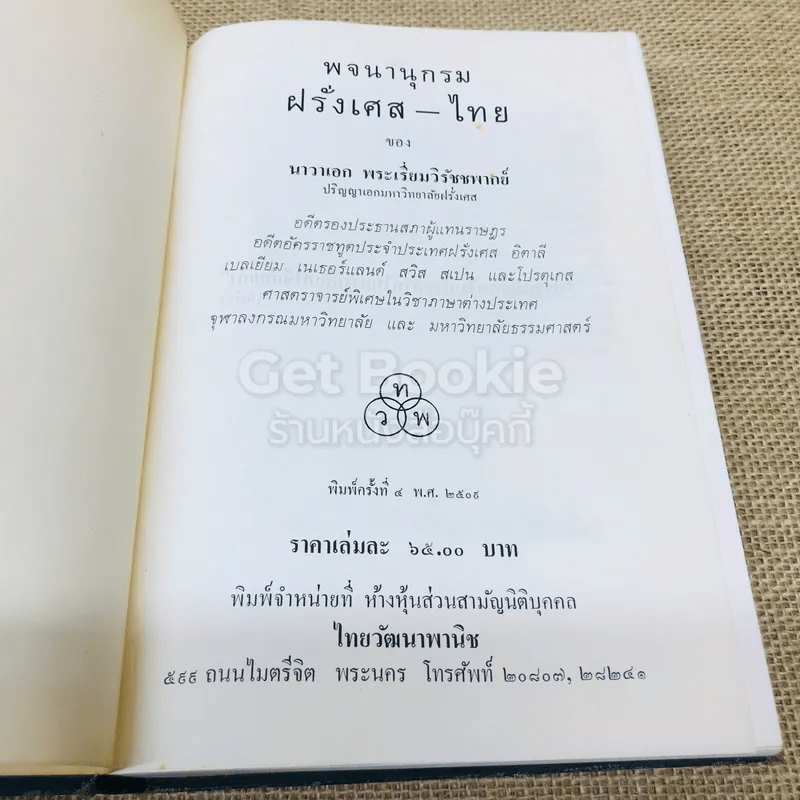 พจนานุกรม
ฝรั่งเศส – ไทย
ของ
นาวาเอก พระเรี่ยมวิรัชชพากย์
ปริญญาเอกมหาวิทยาลัยฝรั่งเศส
อดีตรองประธานสภาผู้แทนราษฎร
อดีตอัครราชทูตประจำประเทศฝรั่งเศส อิตาลี
เบลเยียม เนเธอร์แลนด์ สวิส สเปน และโปรตุเกส
ศาสตราจารย์พิเศษในวิชาภาษาต่างประเทศ
จุฬาลงกรณมหาวิทยาลัย และ มหาวิทยาลัยธรรมศาสตร์
Get Bookie
ท
ว พ
ร้านหนังสือบุ๊คกี้
พิมพ์ครั้งที่ ๔ พ.ศ. ๒๕๐๙
ราคาเล่มละ ๖๕.๐๐ บาท
พิมพ์จำหน่ายที่ ห้างหุ้นส่วนสามัญนิติบุคคล
ไทยวัฒนาพานิช
๕๙๙ ถนนไมตรีจิต พระนคร โทรศัพท์ ๒๐๘๐๗, ๒๘๒๔๑